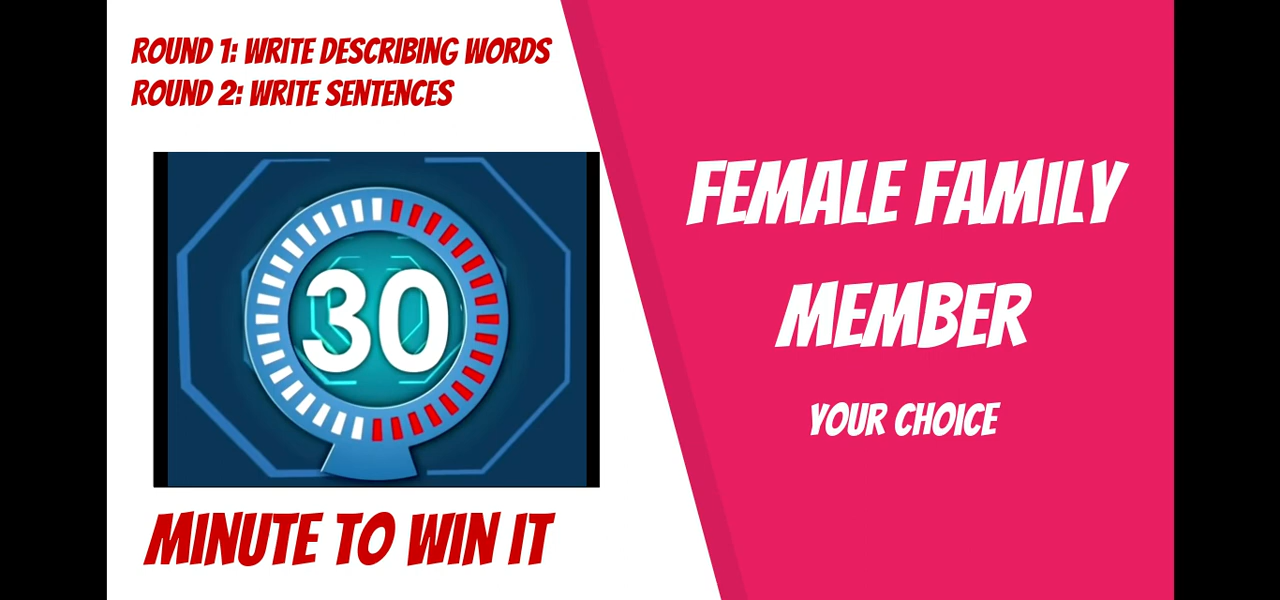 ROUND 1: WRITE DESCRIBING WORDS
ROUND 2: WRITE SENTENCES
30
MINUTE TO WIN IT
FEMALE FAMILY
MEMBER
YOUR CHOICE